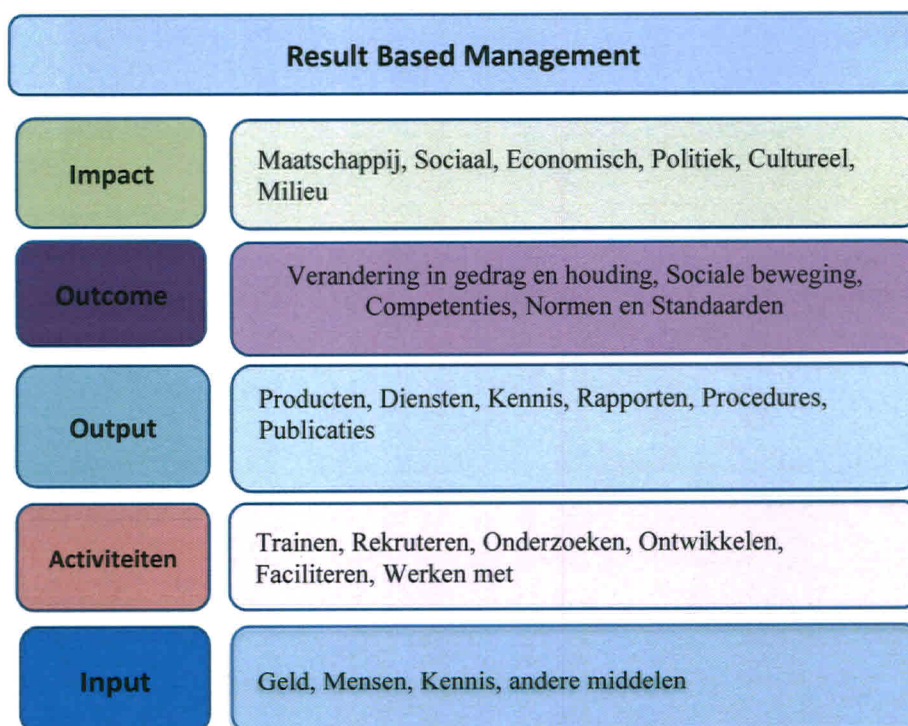 Result Based Management
Impact
Maatschappij, Sociaal, Economisch, Politiek, Cultureel,
Milieu
Outcome
Verandering in gedrag en houding, Sociale beweging,
Competenties, Normen en Standaarden
Output
Producten, Diensten, Kennis, Rapporten, Procedures,
Publicaties
Activiteiten
Trainen, Rekruteren, Onderzoeken, Ontwikkelen,
Faciliteren, Werken met
Input
Geld, Mensen, Kennis, andere middelen